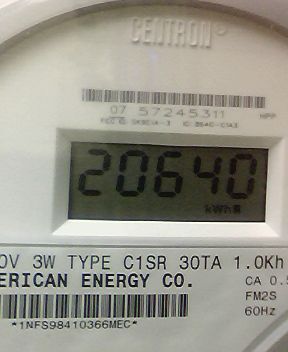 CENTRON®
07 57245311
20640
kWh
0V 3W TYPE C1SR 30TA 1.0Kh
ERICAN ENERGY CO.
CA 0.5
FM2S
60Hz
*1NFS98410366MEC*